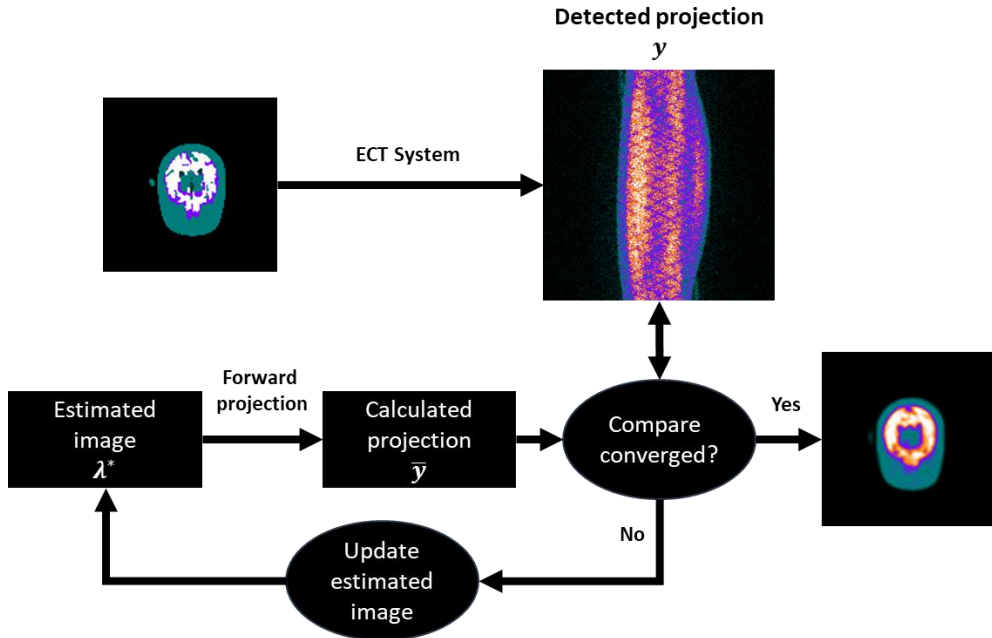 Detected projection
y
ECT System
Forward
projection
Estimated
image
λ*
Calculated
projection
ȳ
Compare
converged?
Yes
No
Update
estimated
image